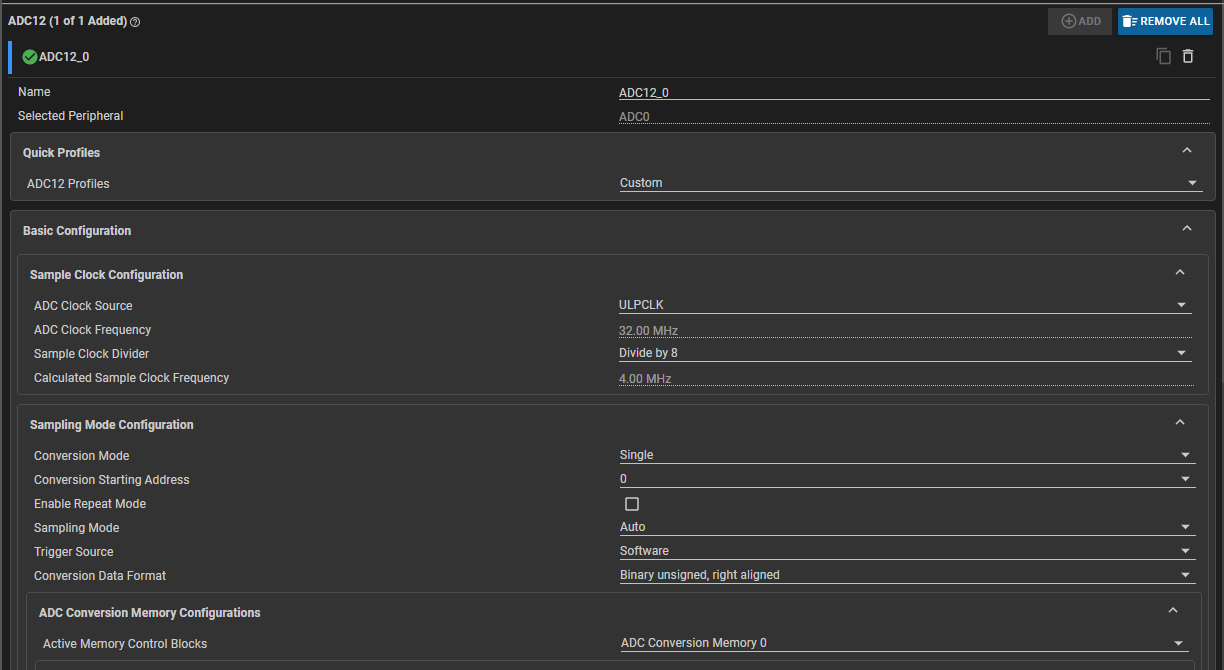 ADC12 (1 of 1 Added)
ADD
REMOVE ALL
ADC12_0
Name ADC12_0
Selected Peripheral ADC0
Quick Profiles
ADC12 Profiles Custom
Basic Configuration
Sample Clock Configuration
ADC Clock Source ULPCLK
ADC Clock Frequency 32.00 MHz
Sample Clock Divider Divide by 8
Calculated Sample Clock Frequency 4.00 MHz
Sampling Mode Configuration
Conversion Mode Single
Conversion Starting Address 0
Enable Repeat Mode
Sampling Mode Auto
Trigger Source Software
Conversion Data Format Binary unsigned, right aligned
ADC Conversion Memory Configurations
Active Memory Control Blocks ADC Conversion Memory 0